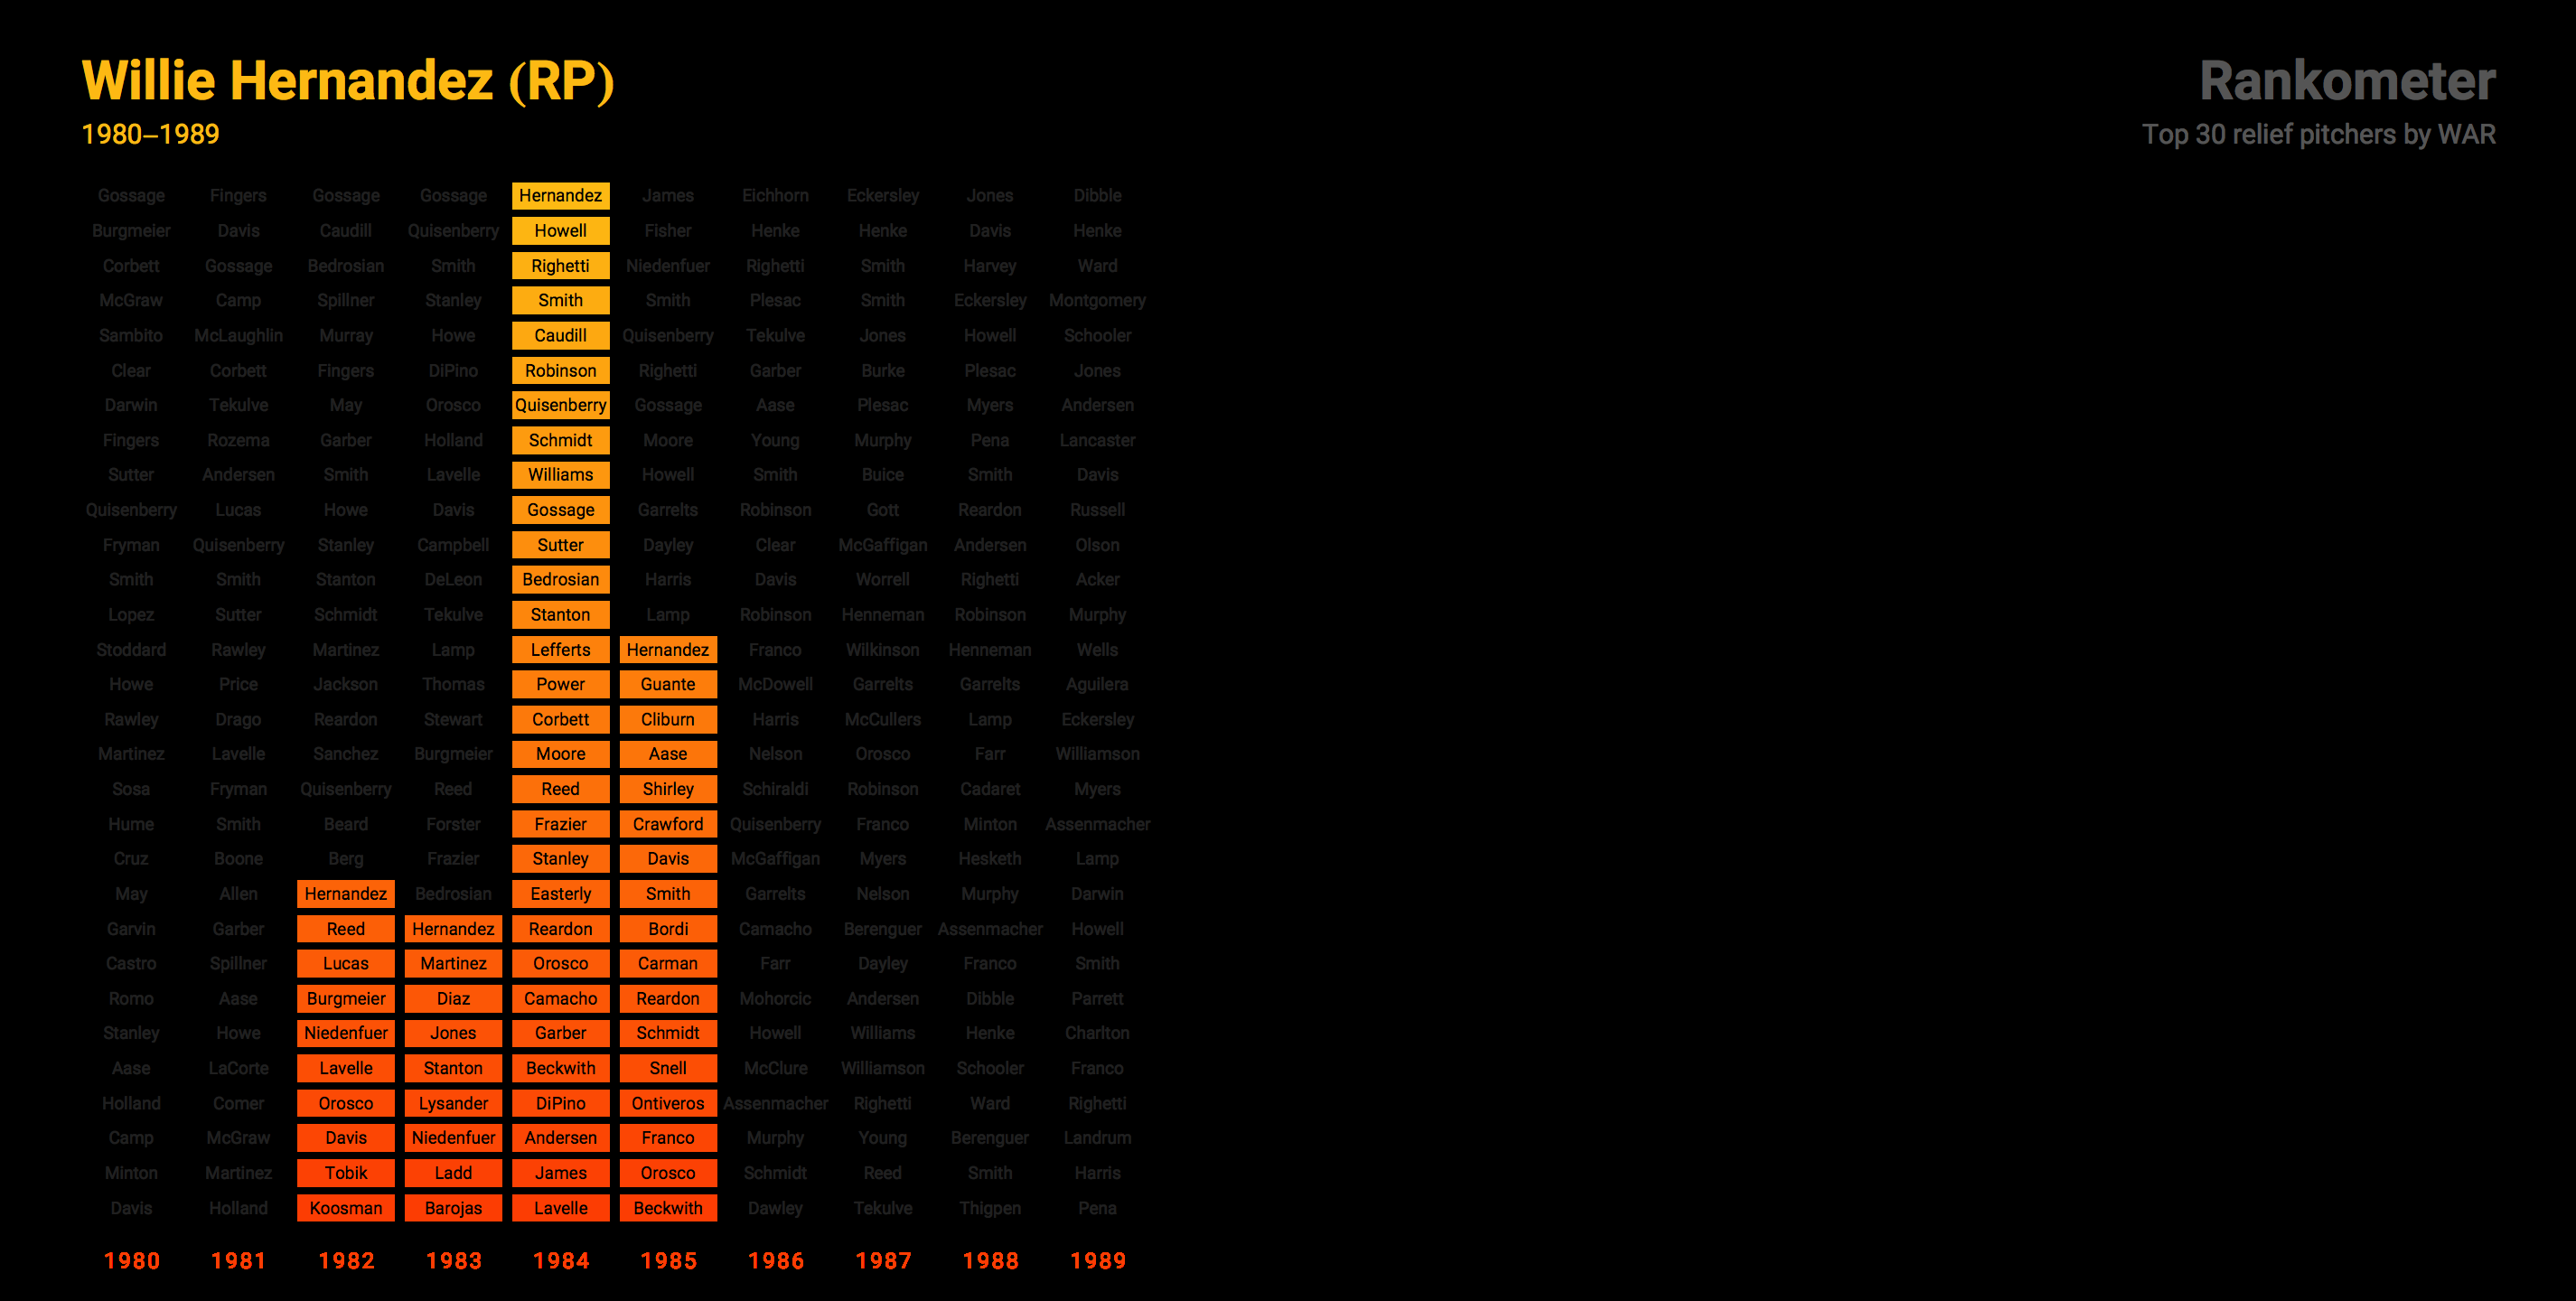 Willie Hernandez (RP)
1980–1989
Rankometer
Top 30 relief pitchers by WAR
Gossage Fingers Gossage Gossage Hernandez James Eichhorn Eckersley Jones Dibble
Burgmeier Davis Caudill Quisenberry Howell Fisher Henke Henke Davis Henke
Corbett Gossage Bedrosian Smith Righetti Niedenfuer Righetti Smith Harvey Ward
McGraw Camp Spillner Stanley Smith Smith Plesac Smith Eckersley Montgomery
Sambito McLaughlin Murray Howe Caudill Quisenberry Tekulve Jones Howell Schooler
Clear Corbett Fingers DiPino Robinson Righetti Garber Burke Plesac Jones
Darwin Tekulve May Orosco Quisenberry Gossage Aase Plesac Myers Andersen
Fingers Rozema Garber Holland Schmidt Moore Young Murphy Pena Lancaster
Sutter Andersen Smith Lavelle Williams Howell Smith Buice Smith Davis
Quisenberry Lucas Howe Davis Gossage Garrelts Robinson Gott Reardon Russell
Fryman Quisenberry Stanley Campbell Sutter Dayley Clear McGaffigan Andersen Olson
Smith Smith Stanton DeLeon Bedrosian Harris Davis Worrell Righetti Acker
Lopez Sutter Schmidt Tekulve Stanton Lamp Robinson Henneman Robinson Murphy
Stoddard Rawley Martinez Lamp Lefferts Hernandez Franco Wilkinson Henneman Wells
Howe Price Jackson Thomas Power Guante McDowell Garrelts Garrelts Aguilera
Rawley Drago Reardon Stewart Corbett Cliburn Harris McCullers Lamp Eckersley
Martinez Lavelle Sanchez Burgmeier Moore Aase Nelson Orosco Farr Williamson
Sosa Fryman Quisenberry Reed Reed Shirley Schiraldi Robinson Cadaret Myers
Hume Smith Beard Forster Frazier Crawford Quisenberry Franco Minton Assenmacher
Cruz Boone Berg Frazier Stanley Davis McGaffigan Myers Hesketh Lamp
May Allen Hernandez Bedrosian Easterly Smith Garrelts Nelson Murphy Darwin
Garvin Garber Reed Hernandez Reardon Bordi Camacho Berenguer Assenmacher Howell
Castro Spillner Lucas Martinez Orosco Carman Farr Dayley Franco Smith
Romo Aase Burgmeier Diaz Camacho Reardon Mohorcic Andersen Dibble Parrett
Stanley Howe Niedenfuer Jones Garber Schmidt Howell Williams Henke Charlton
Aase LaCorte Lavelle Stanton Beckwith Snell McClure Williamson Schooler Franco
Holland Comer Orosco Lysander DiPino Ontiveros Assenmacher Righetti Ward Righetti
Camp McGraw Davis Niedenfuer Andersen Franco Murphy Young Berenguer Landrum
Minton Martinez Tobik Ladd James Orosco Schmidt Reed Smith Harris
Davis Holland Koosman Barojas Lavelle Beckwith Dawley Tekulve Thigpen Pena
1980 1981 1982 1983 1984 1985 1986 1987 1988 1989